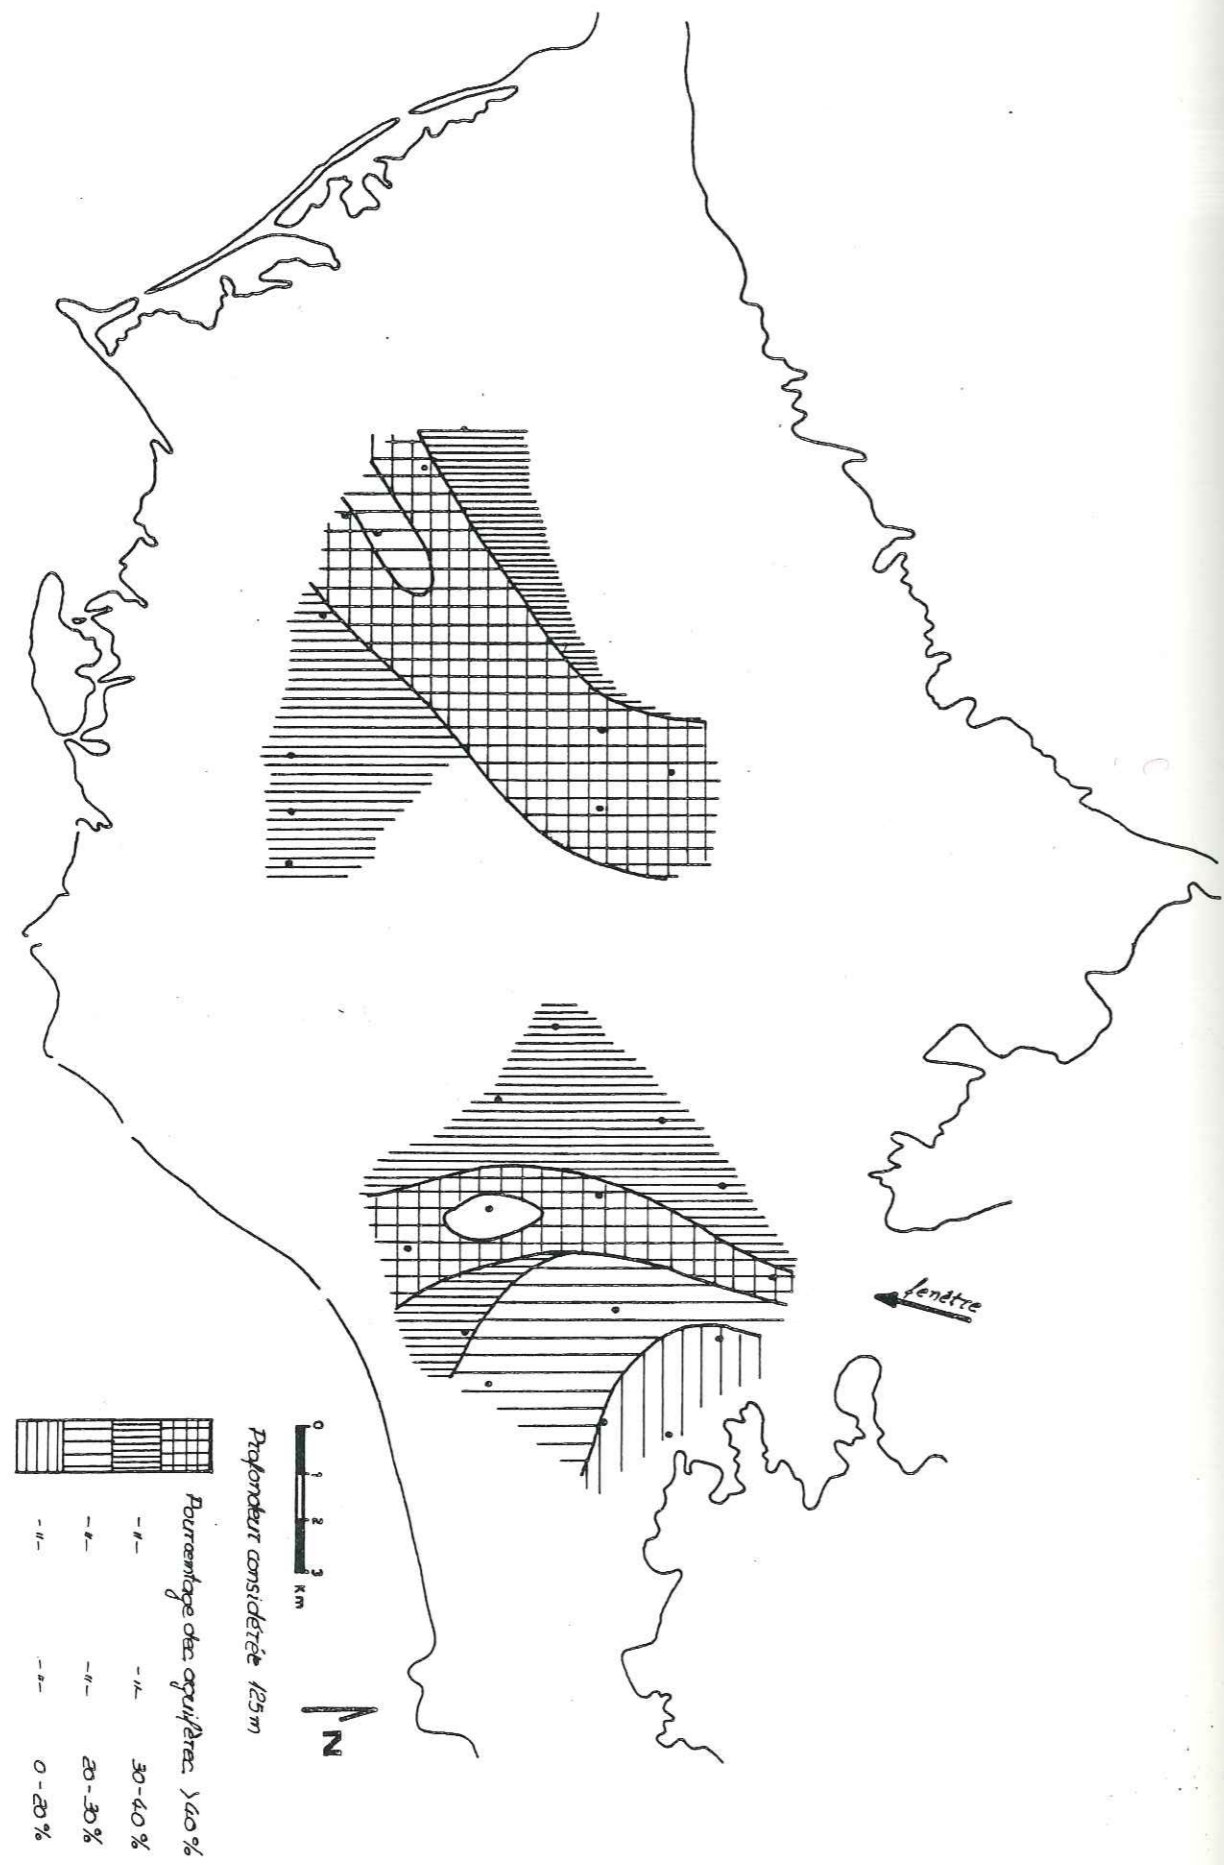 fenêtre
0 1 2 3 Km
N
Profondeur considérée 125m
Pourcentage des aquifères >40%
-"- -"- 30-40%
-"- -"- 20-30%
-"- -"- 0-20%